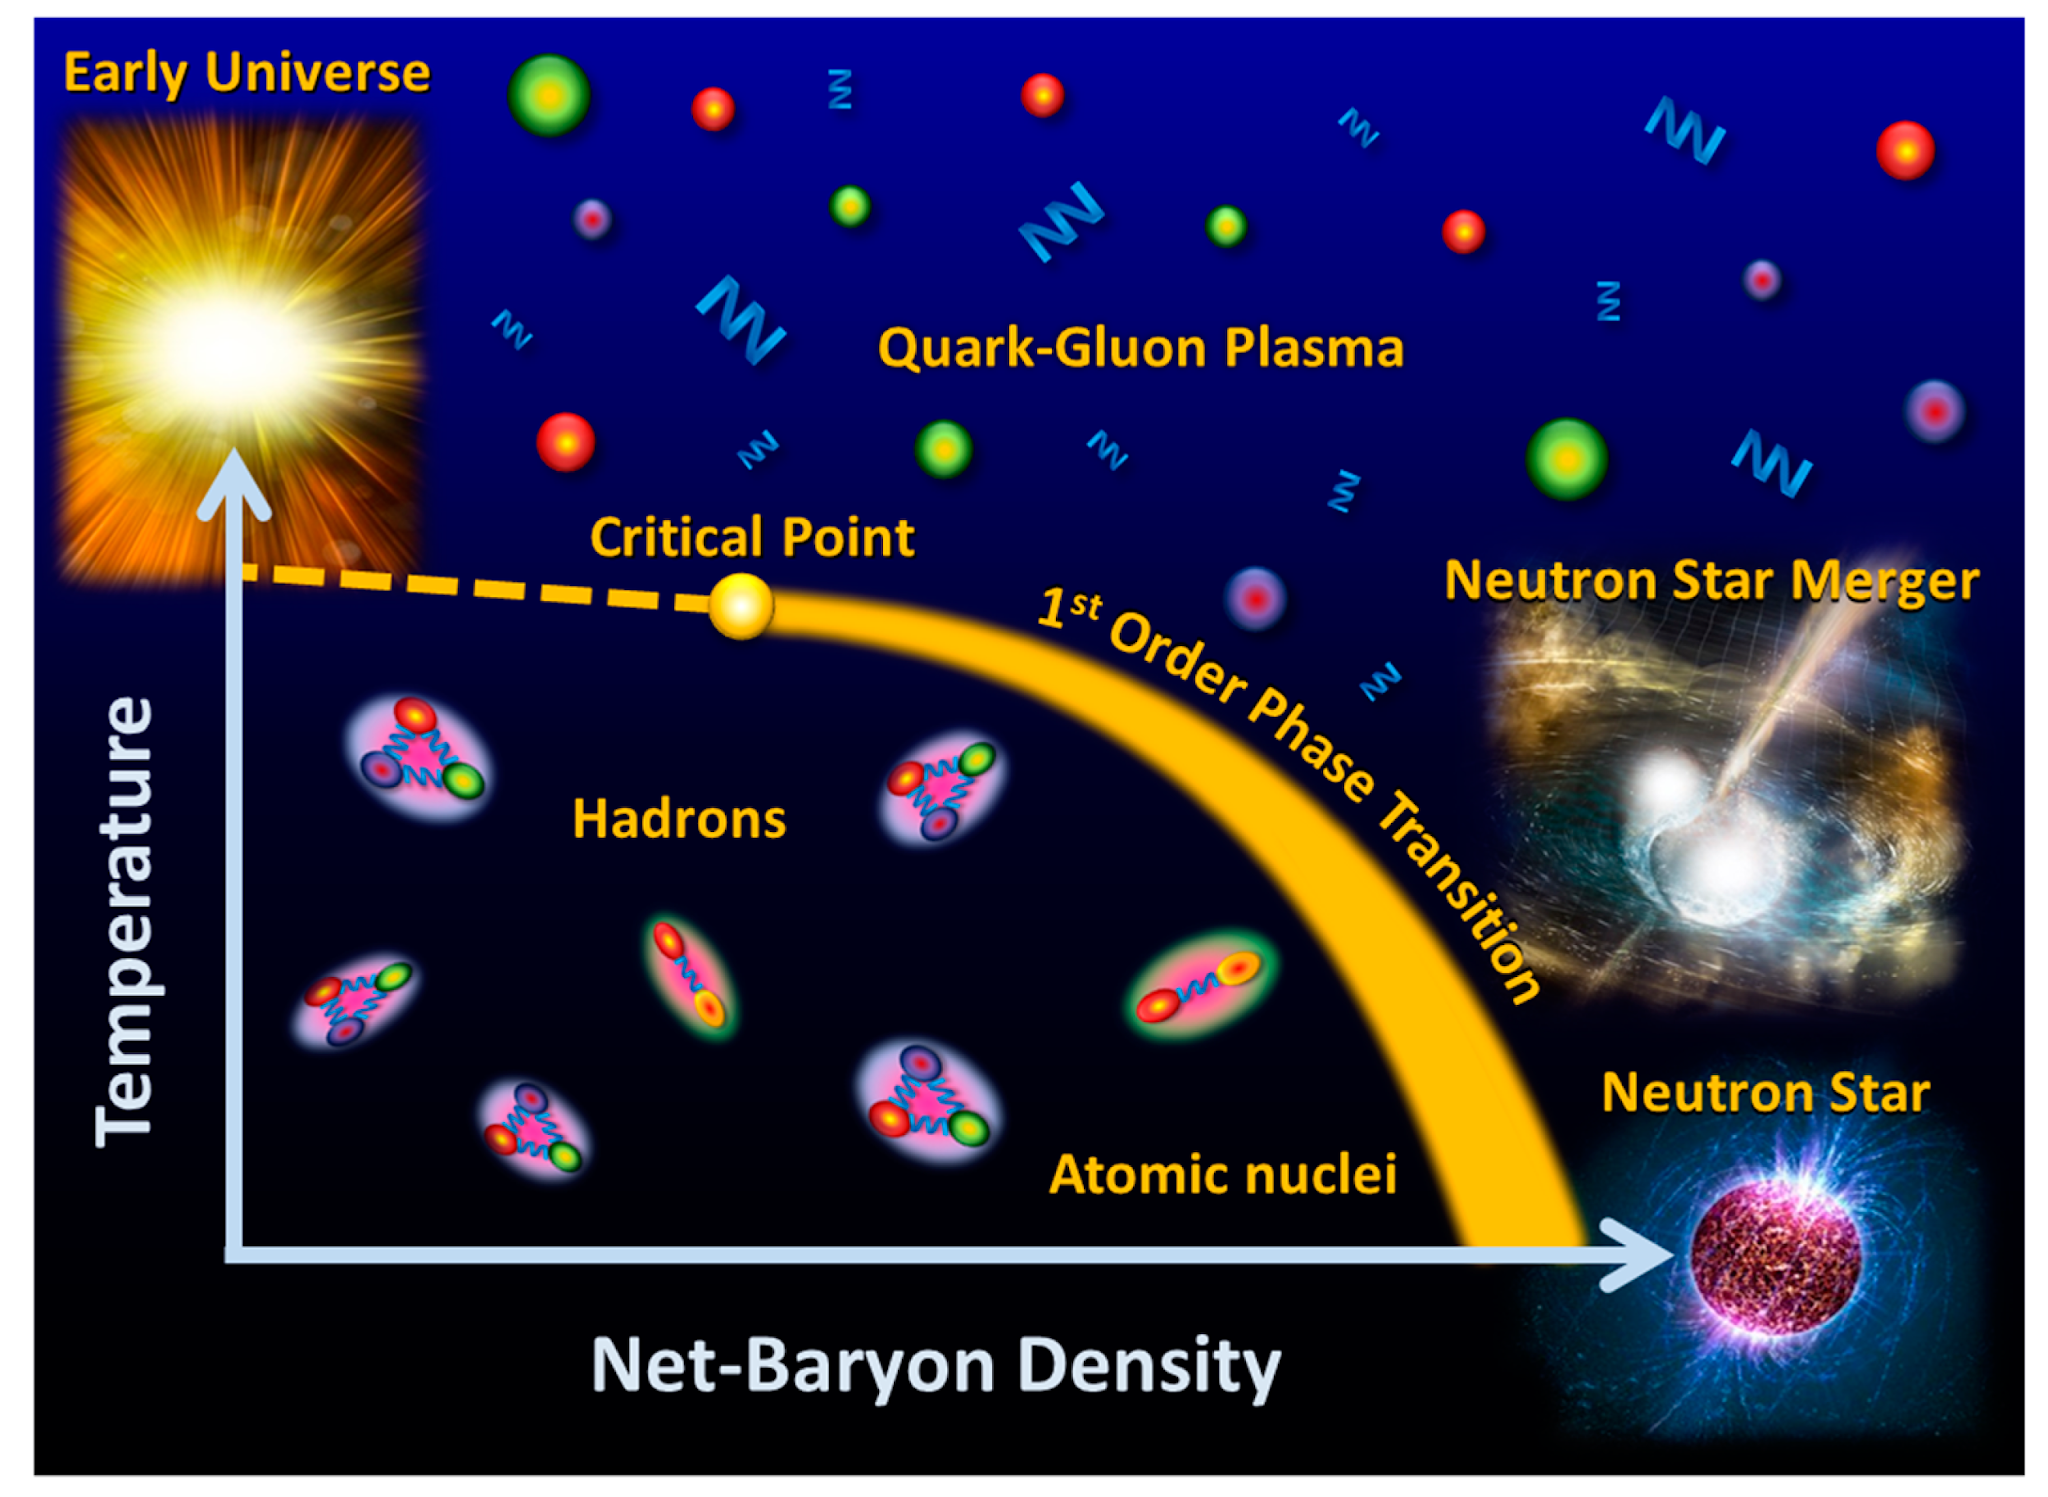 Early Universe
Quark-Gluon Plasma
Critical Point
1st Order Phase Transition
Neutron Star Merger
Hadrons
Temperature
Neutron Star
Atomic nuclei
Net-Baryon Density